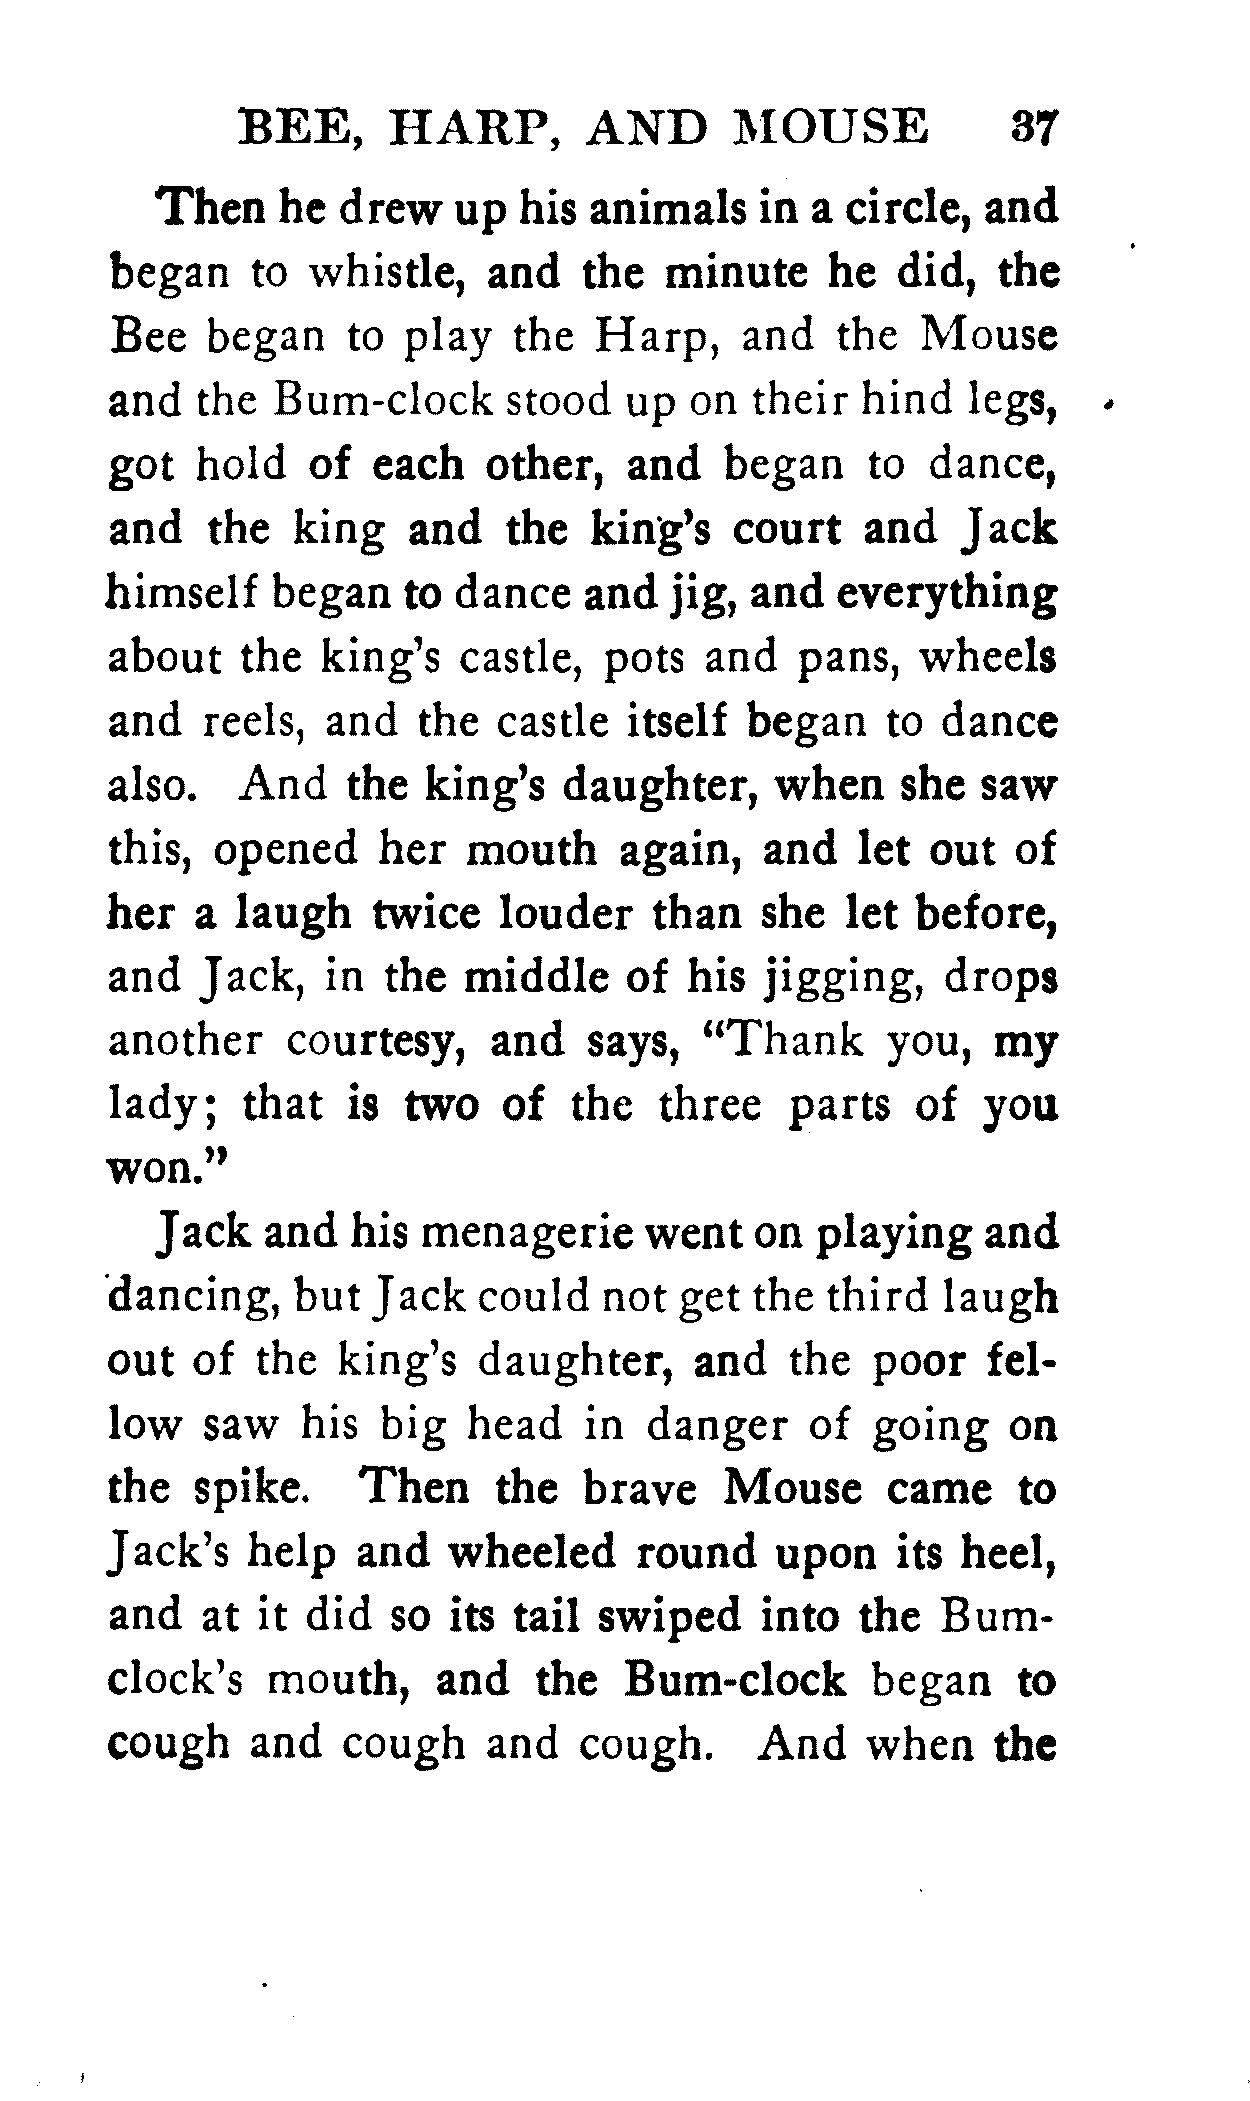 BEE, HARP, AND MOUSE 37
Then he drew up his animals in a circle, and
began to whistle, and the minute he did, the
Bee began to play the Harp, and the Mouse
and the Bum-clock stood up on their hind legs,
got hold of each other, and began to dance,
and the king and the king's court and Jack
himself began to dance and jig, and everything
about the king's castle, pots and pans, wheels
and reels, and the castle itself began to dance
also. And the king's daughter, when she saw
this, opened her mouth again, and let out of
her a laugh twice louder than she let before,
and Jack, in the middle of his jigging, drops
another courtesy, and says, "Thank you, my
lady; that is two of the three parts of you
won."
Jack and his menagerie went on playing and
dancing, but Jack could not get the third laugh
out of the king's daughter, and the poor fel-
low saw his big head in danger of going on
the spike. Then the brave Mouse came to
Jack's help and wheeled round upon its heel,
and at it did so its tail swiped into the Bum-
clock's mouth, and the Bum-clock began to
cough and cough and cough. And when the